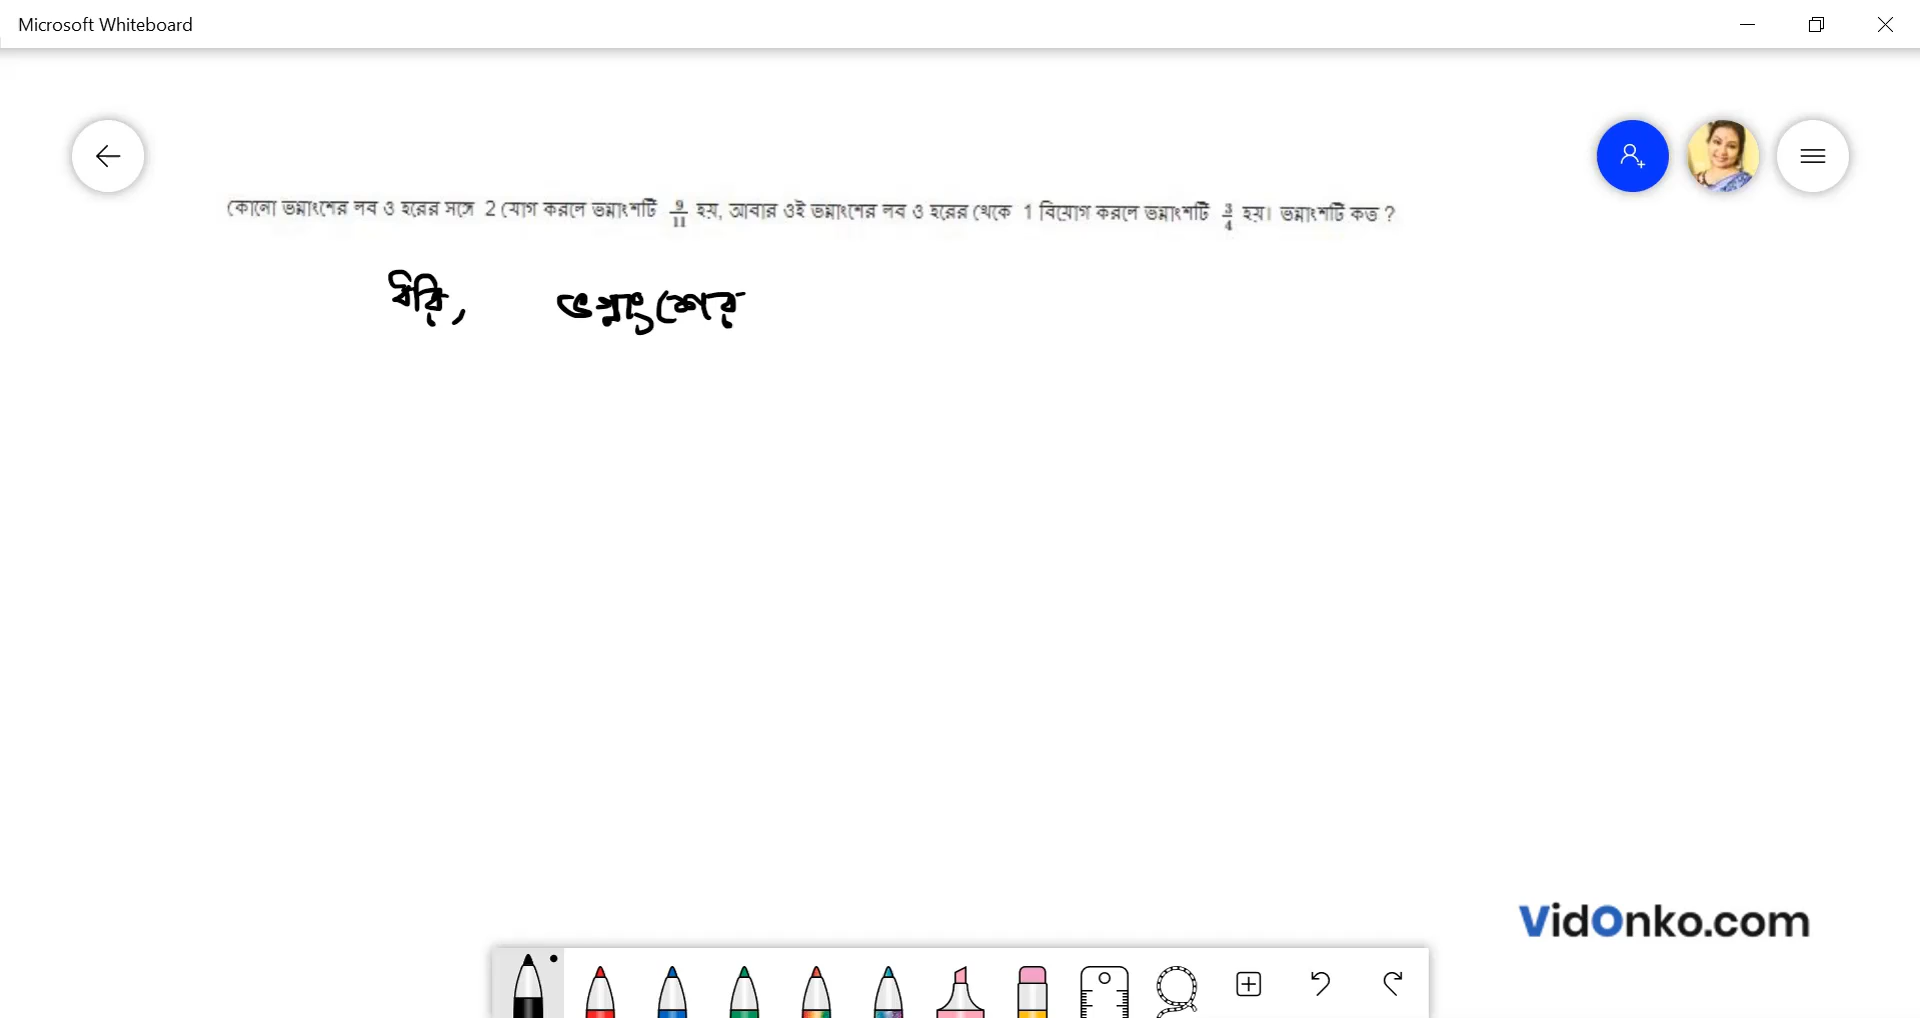 Microsoft Whiteboard
কোনো ভগ্নাংশের লব ও হরের সঙ্গে 2 যোগ করলে ভগ্নাংশটি 9/11 হয়, আবার ওই ভগ্নাংশের লব ও হরের থেকে 1 বিয়োগ করলে ভগ্নাংশটি 3/4 হয়। ভগ্নাংশটি কত ?
ধরি, ভগ্নাংশের
VidOnko.com